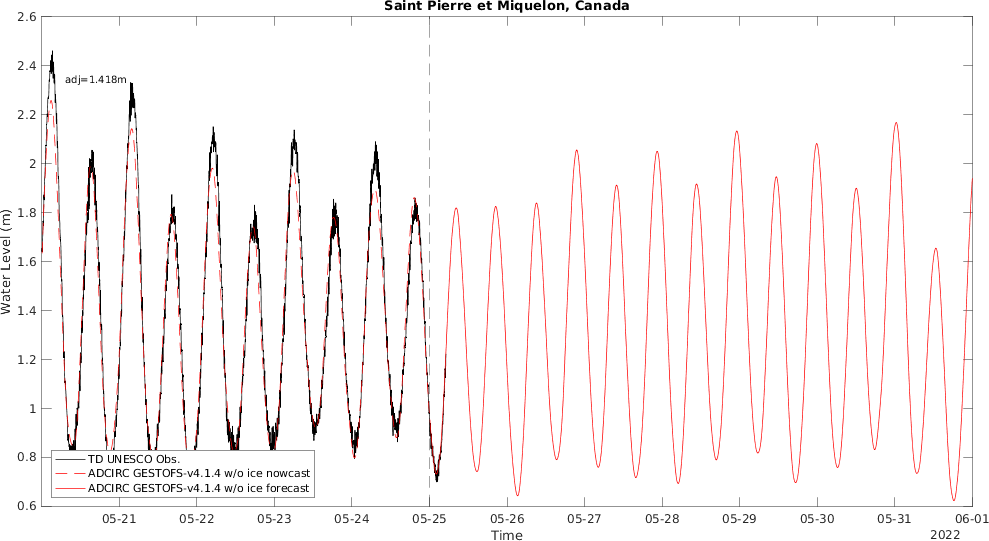 Saint Pierre et Miquelon, Canada
2.6
2.4
2.2
2
1.8
1.6
1.4
1.2
1
0.8
0.6
Water Level (m)
adj=1.418m
TD UNESCO Obs.
ADCIRC GESTOFS-v4.1.4 w/o ice nowcast
ADCIRC GESTOFS-v4.1.4 w/o ice forecast
05-21 05-22 05-23 05-24 05-25 05-26 05-27 05-28 05-29 05-30 05-31 06-01
Time
2022